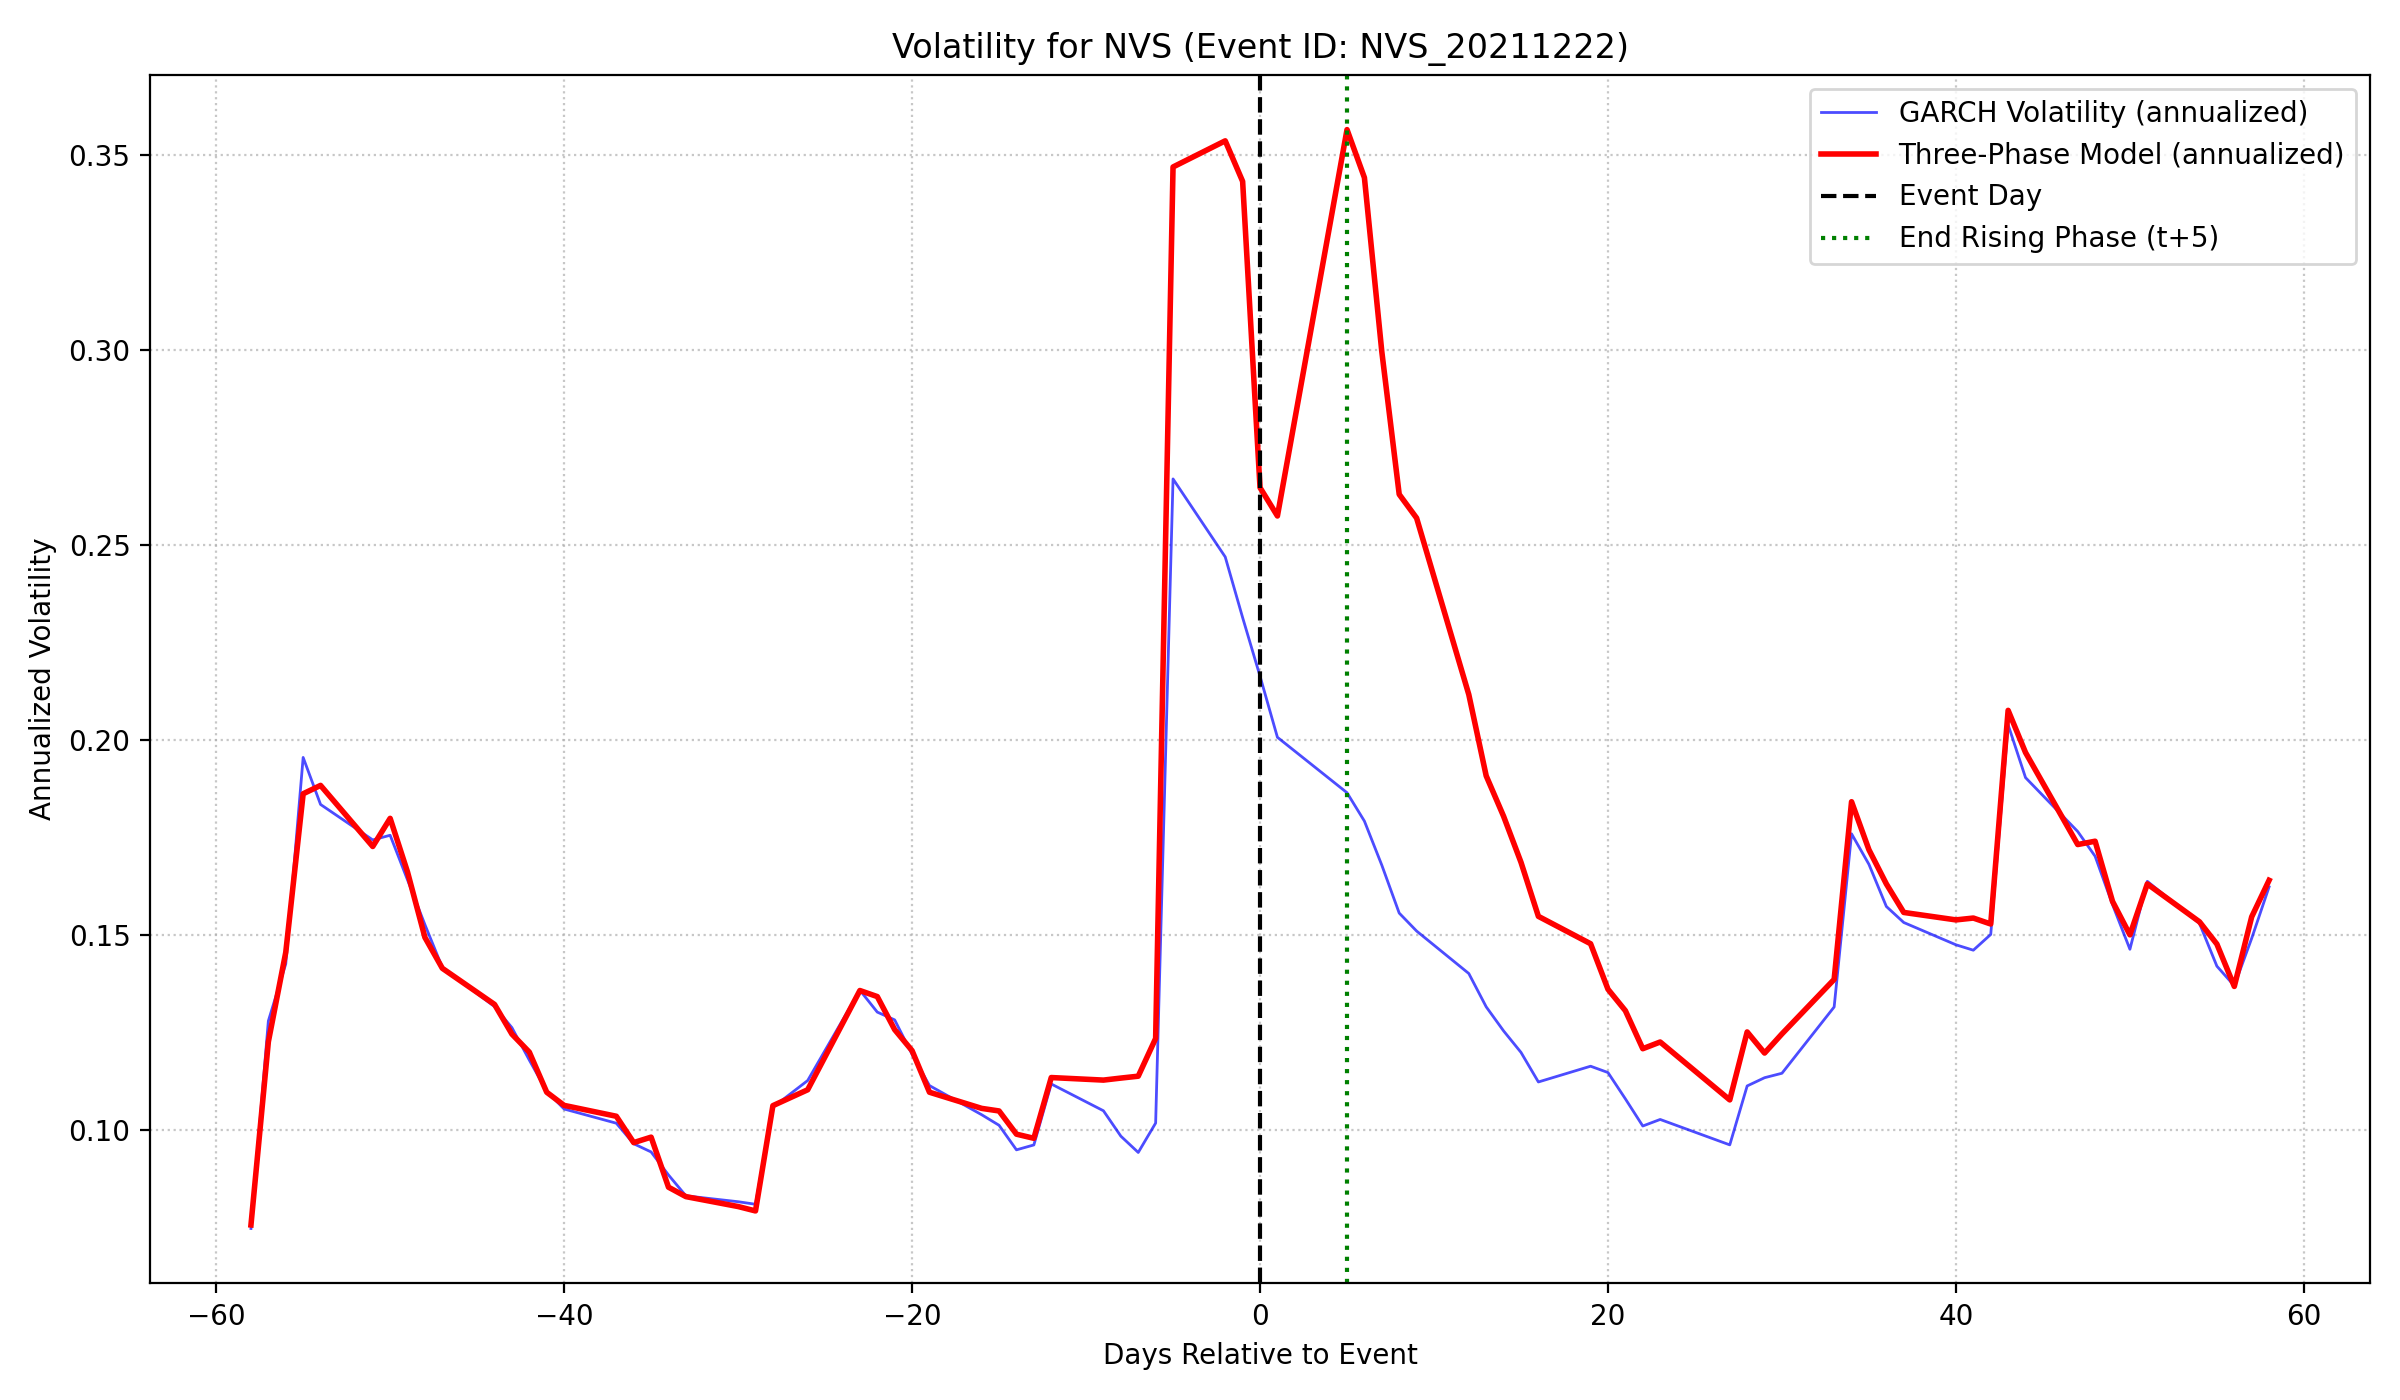 Volatility for NVS (Event ID: NVS_20211222)
GARCH Volatility (annualized)
Three-Phase Model (annualized)
Event Day
End Rising Phase (t+5)
Annualized Volatility
0.35
0.30
0.25
0.20
0.15
0.10
−60 −40 −20 0 20 40 60
Days Relative to Event